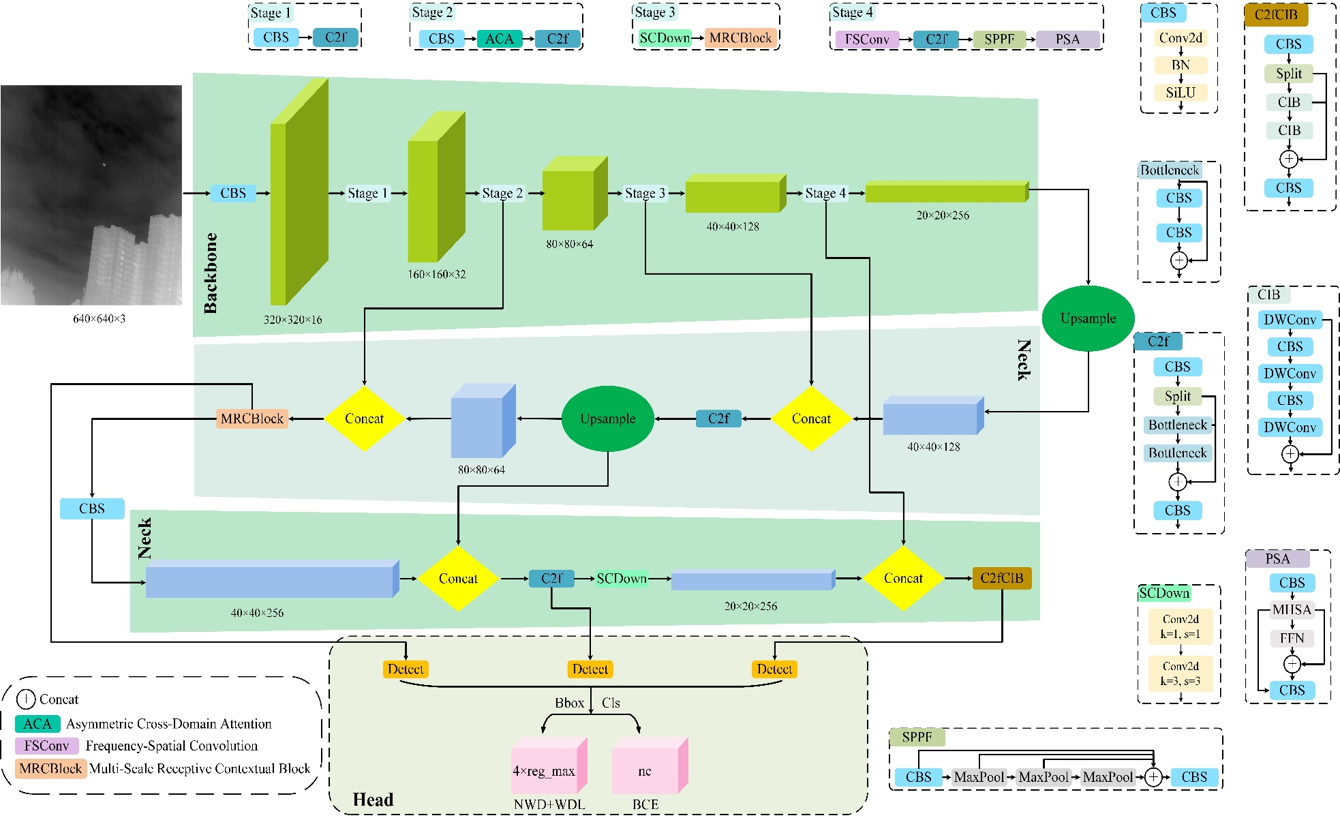 Stage 1
CBS
C2f
Stage 2
CBS
ACA
C2f
Stage 3
SCDown
MRCBlock
Stage 4
FSConv
C2f
SPPF
PSA
CBS
Conv2d
BN
SiLU
C2fCIB
CBS
Split
CIB
CIB
CBS
640×640×3
CBS
Backbone
320×320×16
Stage 1
160×160×32
Stage 2
80×80×64
Stage 3
40×40×128
Stage 4
20×20×256
Upsample
Bottleneck
CBS
CBS
CIB
DWConv
CBS
DWConv
CBS
DWConv
Neck
MRCBlock
Concat
80×80×64
Upsample
C2f
Concat
40×40×128
C2f
CBS
Split
Bottleneck
Bottleneck
CBS
CBS
Neck
40×40×256
Concat
C2f
SCDown
20×20×256
Concat
C2fCIB
SCDown
Conv2d
k=1, s=1
Conv2d
k=3, s=3
PSA
CBS
MHSA
FFN
CBS
Detect
Detect
Detect
Bbox
Cls
4×reg_max
nc
NWD+WDL
BCE
Head
Concat
ACA Asymmetric Cross-Domain Attention
FSConv Frequency-Spatial Convolution
MRCBlock Multi-Scale Receptive Contextual Block
SPPF
CBS
MaxPool
MaxPool
MaxPool
CBS